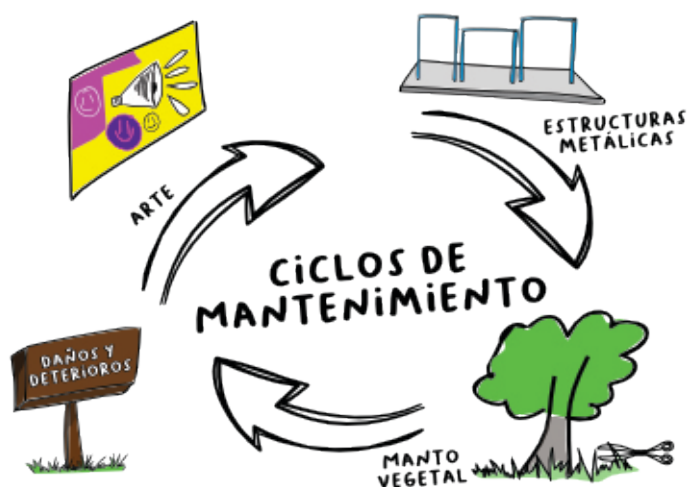 ARTE
ESTRUCTURAS
METÁLICAS
CiCLOS DE
MANTENiMiENTO
DAÑOS Y
DETERiOROS
MANTO
VEGETAL